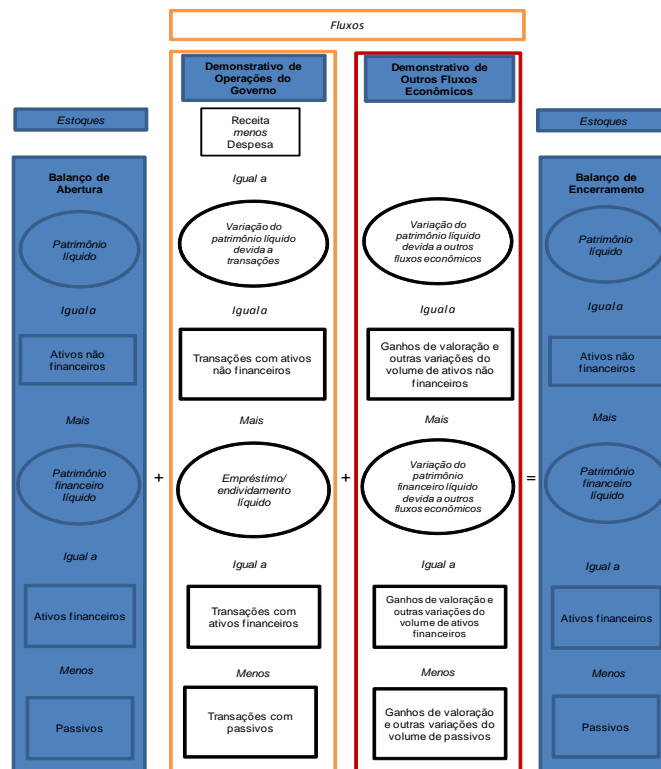 Fluxos
Demonstrativo de
Operações do
Governo
Demonstrativo de
Outros Fluxos
Econômicos
Estoques
Receita
menos
Despesa
Estoques
Balanço de
Abertura
Igual a
Balanço de
Encerramento
Patrimônio
líquido
Variação do
patrimônio líquido
devida a
transações
Variação do
patrimônio líquido
devida a outros
fluxos econômicos
Patrimônio
líquido
Igual a
Igual a
Igual a
Igual a
Ativos não
financeiros
Transações com ativos
não financeiros
Ganhos de valoração e
outras variações do
volume de ativos não
financeiros
Ativos não
financeiros
Mais
Mais
Mais
Mais
Patrimônio
financeiro
líquido
+
Empréstimo/
endividamento
líquido
+
Variação do
patrimônio
financeiro líquido
devida a outros
fluxos econômicos
=
Patrimônio
financeiro
líquido
Igual a
Igual a
Igual a
Igual a
Ativos financeiros
Transações com
ativos financeiros
Ganhos de valoração e
outras variações do
volume de ativos
financeiros
Ativos financeiros
Menos
Menos
Menos
Menos
Passivos
Transações com
passivos
Ganhos de valoração
e outras variações do
volume de passivos
Passivos